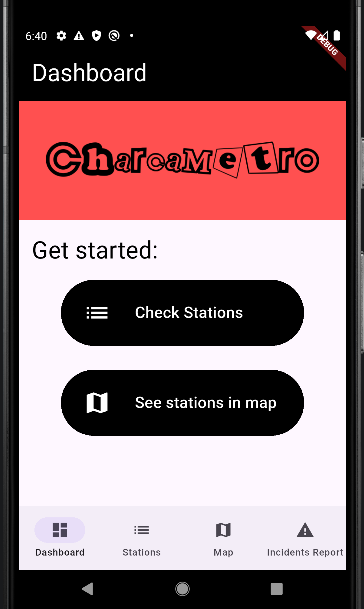 6:40
DEBUG
Dashboard
CharcaMetro
Get started:
Check Stations
See stations in map
Dashboard
Stations
Map
Incidents Report